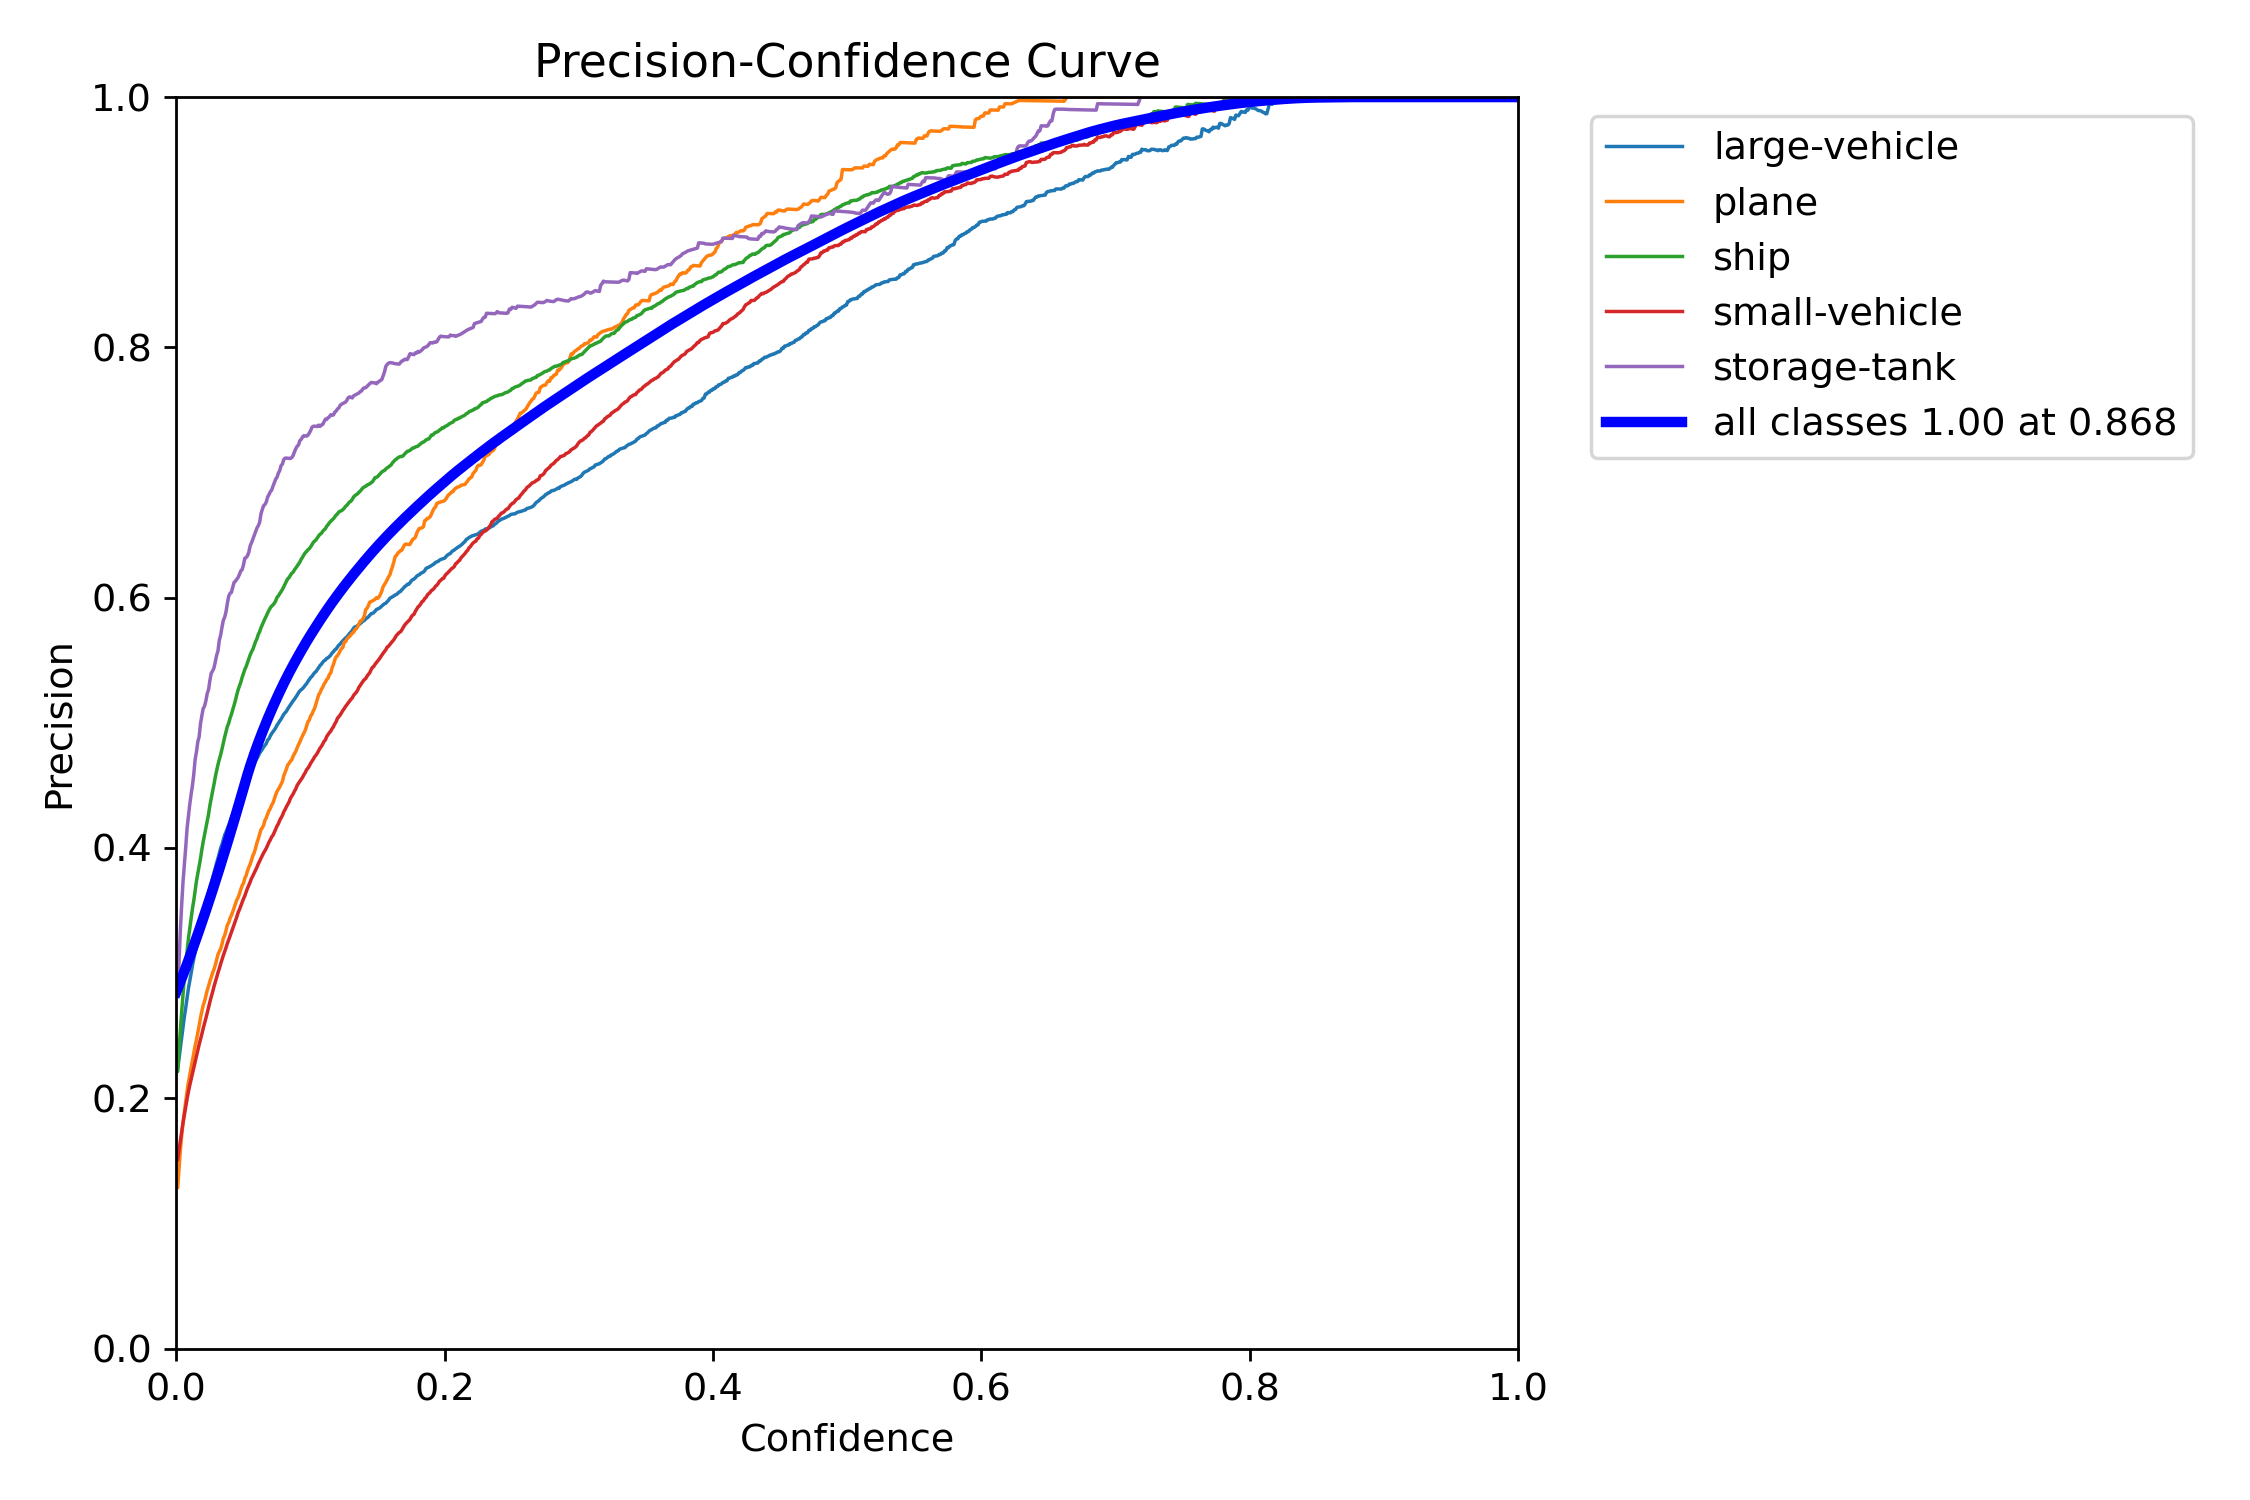 Precision-Confidence Curve
1.0
0.8
0.6
0.4
0.2
0.0
Precision
0.0 0.2 0.4 0.6 0.8 1.0
Confidence
large-vehicle
plane
ship
small-vehicle
storage-tank
all classes 1.00 at 0.868